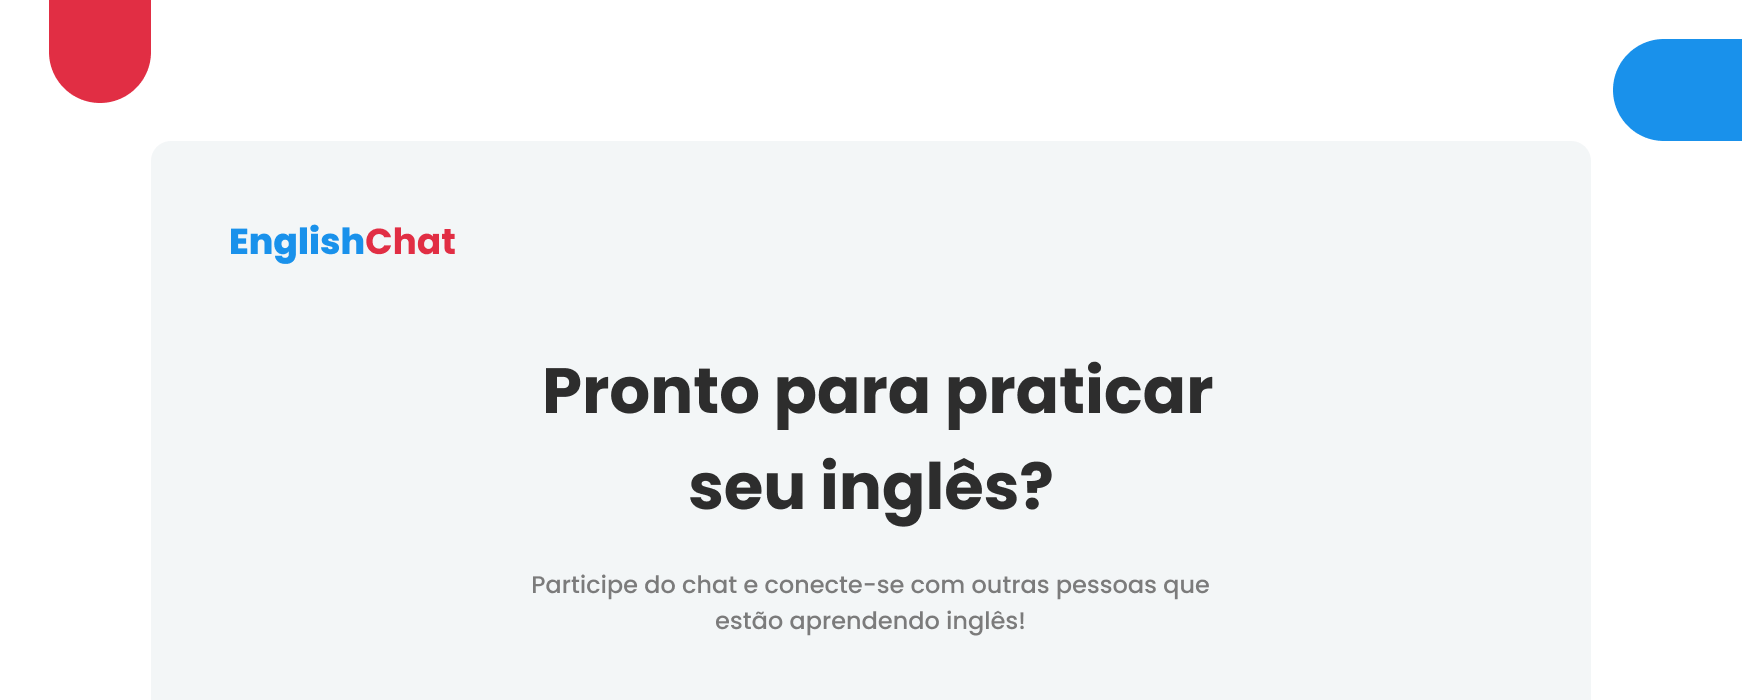 EnglishChat
Pronto para praticar
seu inglês?
Participe do chat e conecte-se com outras pessoas que
estão aprendendo inglês!